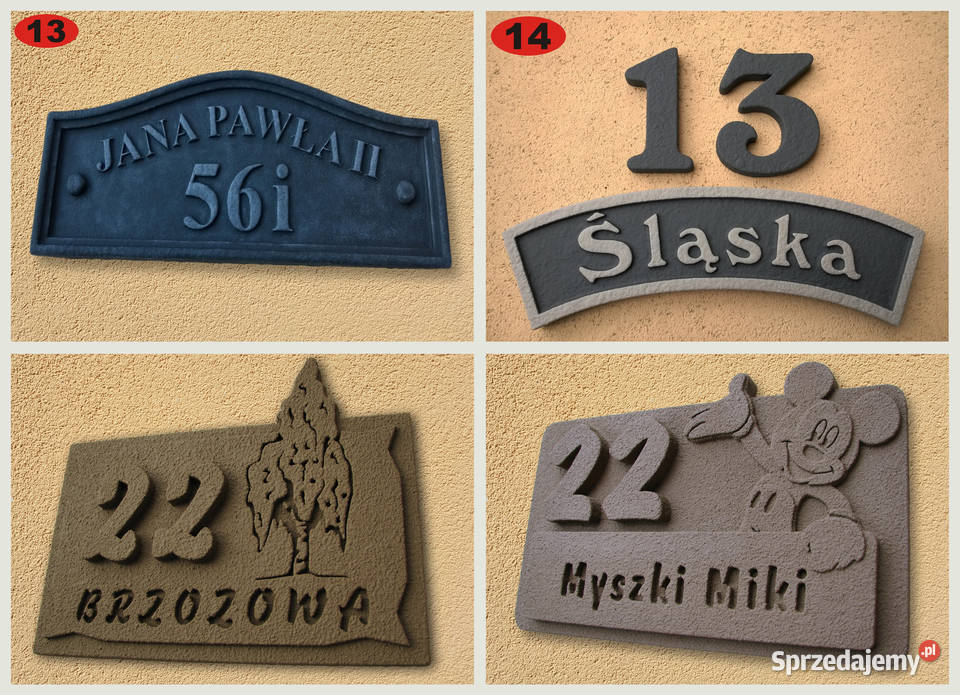 13
JANA PAWŁA II
56i
14
13
Śląska
22
BRZOZOWA
22
Myszki Miki
Sprzedajemy.pl